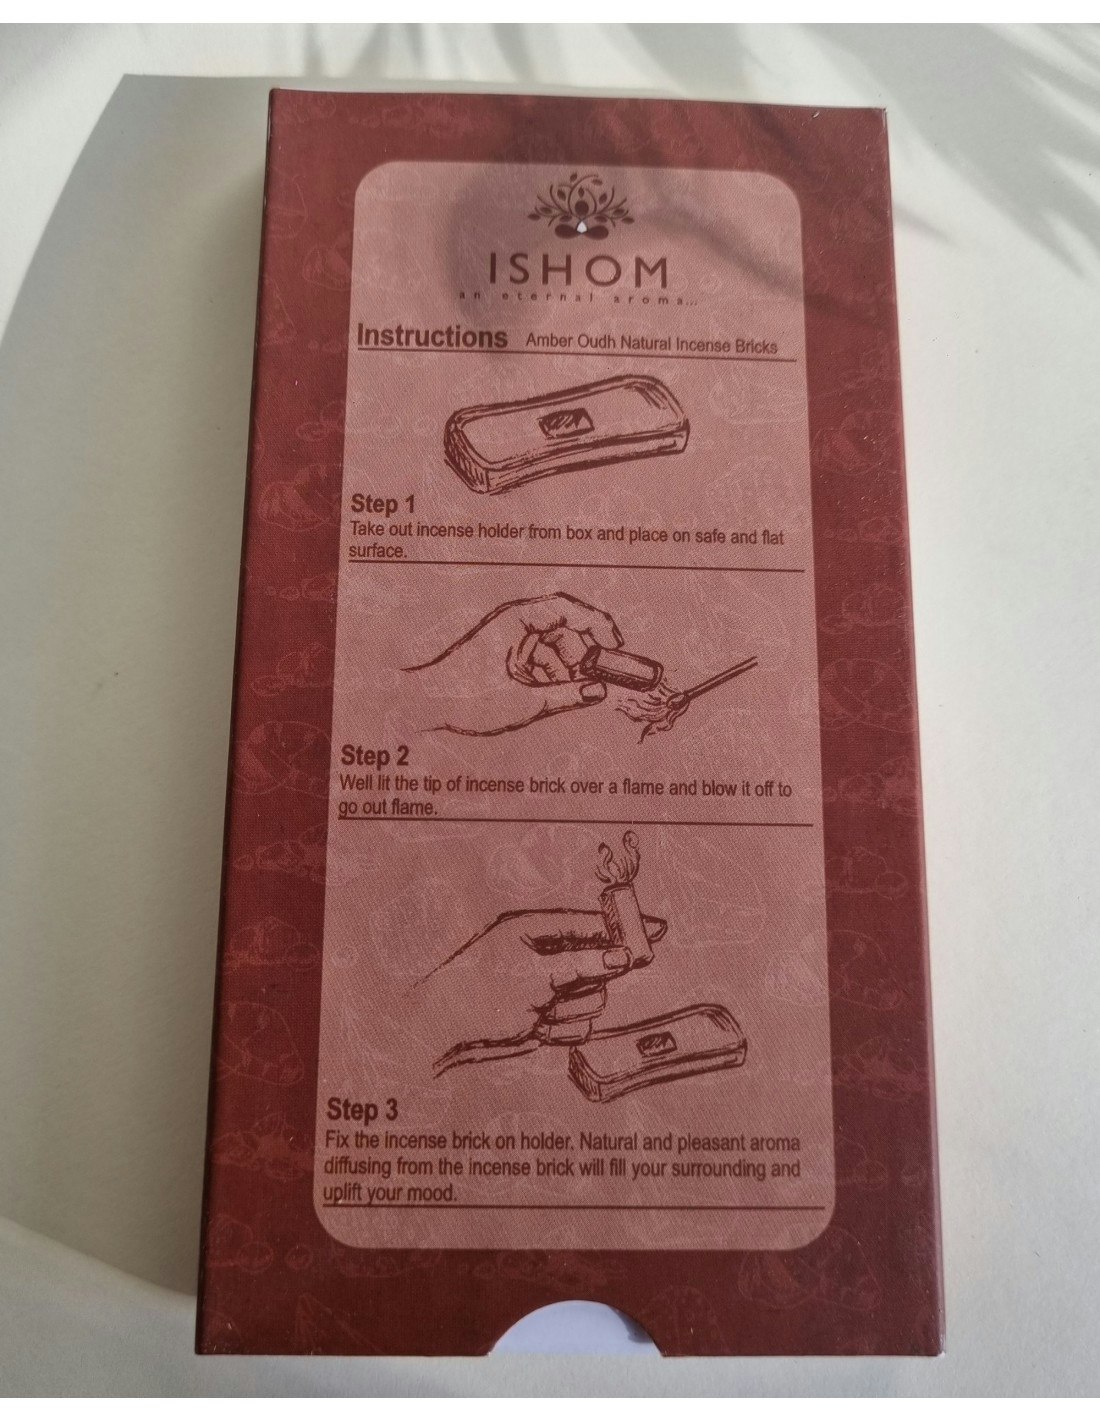 ISHOM
an eternal aroma...
Instructions Amber Oudh Natural Incense Bricks
Step 1
Take out incense holder from box and place on safe and flat
surface.
Step 2
Well lit the tip of incense brick over a flame and blow it off to
go out flame.
Step 3
Fix the incense brick on holder. Natural and pleasant aroma
diffusing from the incense brick will fill your surrounding and
uplift your mood.